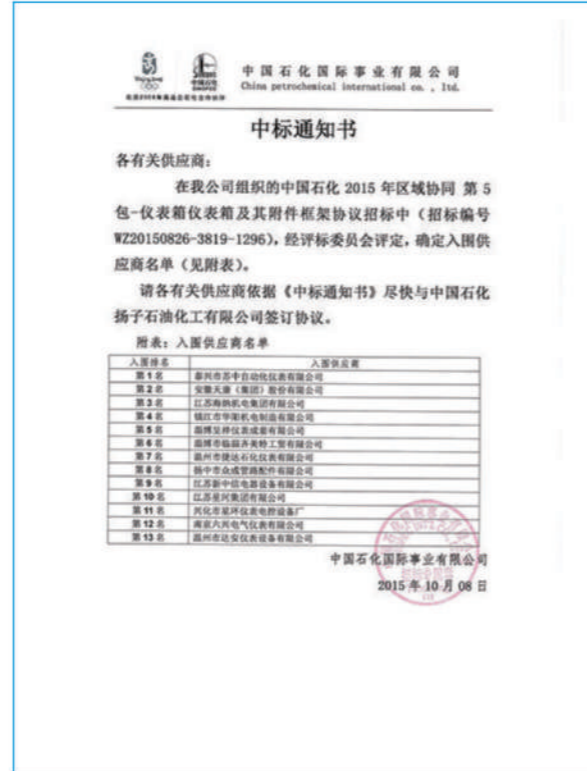 中国石化国际事业有限公司
China petrochemical international co. , ltd.
中标通知书
各有关供应商:
在我公司组织的中国石化 2015 年区域协同 第 5
包-仪表箱仪表箱及其附件框架协议招标中(招标编号
WZ20150826-3819-1296),经评标委员会评定,确定入围供
应商名单(见附表)。
请各有关供应商依据《中标通知书》尽快与中国石化
扬子石油化工有限公司签订协议。
附表:入围供应商名单
入围排名 入围供应商
第 1 名 泰州市苏中自动化仪表有限公司
第 2 名 安徽天康(集团)股份有限公司
第 3 名 江苏海纳机电集团有限公司
第 4 名 镇江市华阳机电制造有限公司
第 5 名 淄博呈祥仪表成套有限公司
第 6 名 淄博市临淄齐美特工贸有限公司
第 7 名 温州市捷达石化仪表有限公司
第 8 名 扬中市众成管路配件有限公司
第 9 名 江苏新中信电器设备有限公司
第 10 名 江苏星河集团有限公司
第 11 名 兴化市星环仪表电控设备厂
第 12 名 南京六兴电气仪表有限公司
第 13 名 温州市达安仪表设备有限公司
中国石化国际事业有限公司
2015 年 10 月 08 日